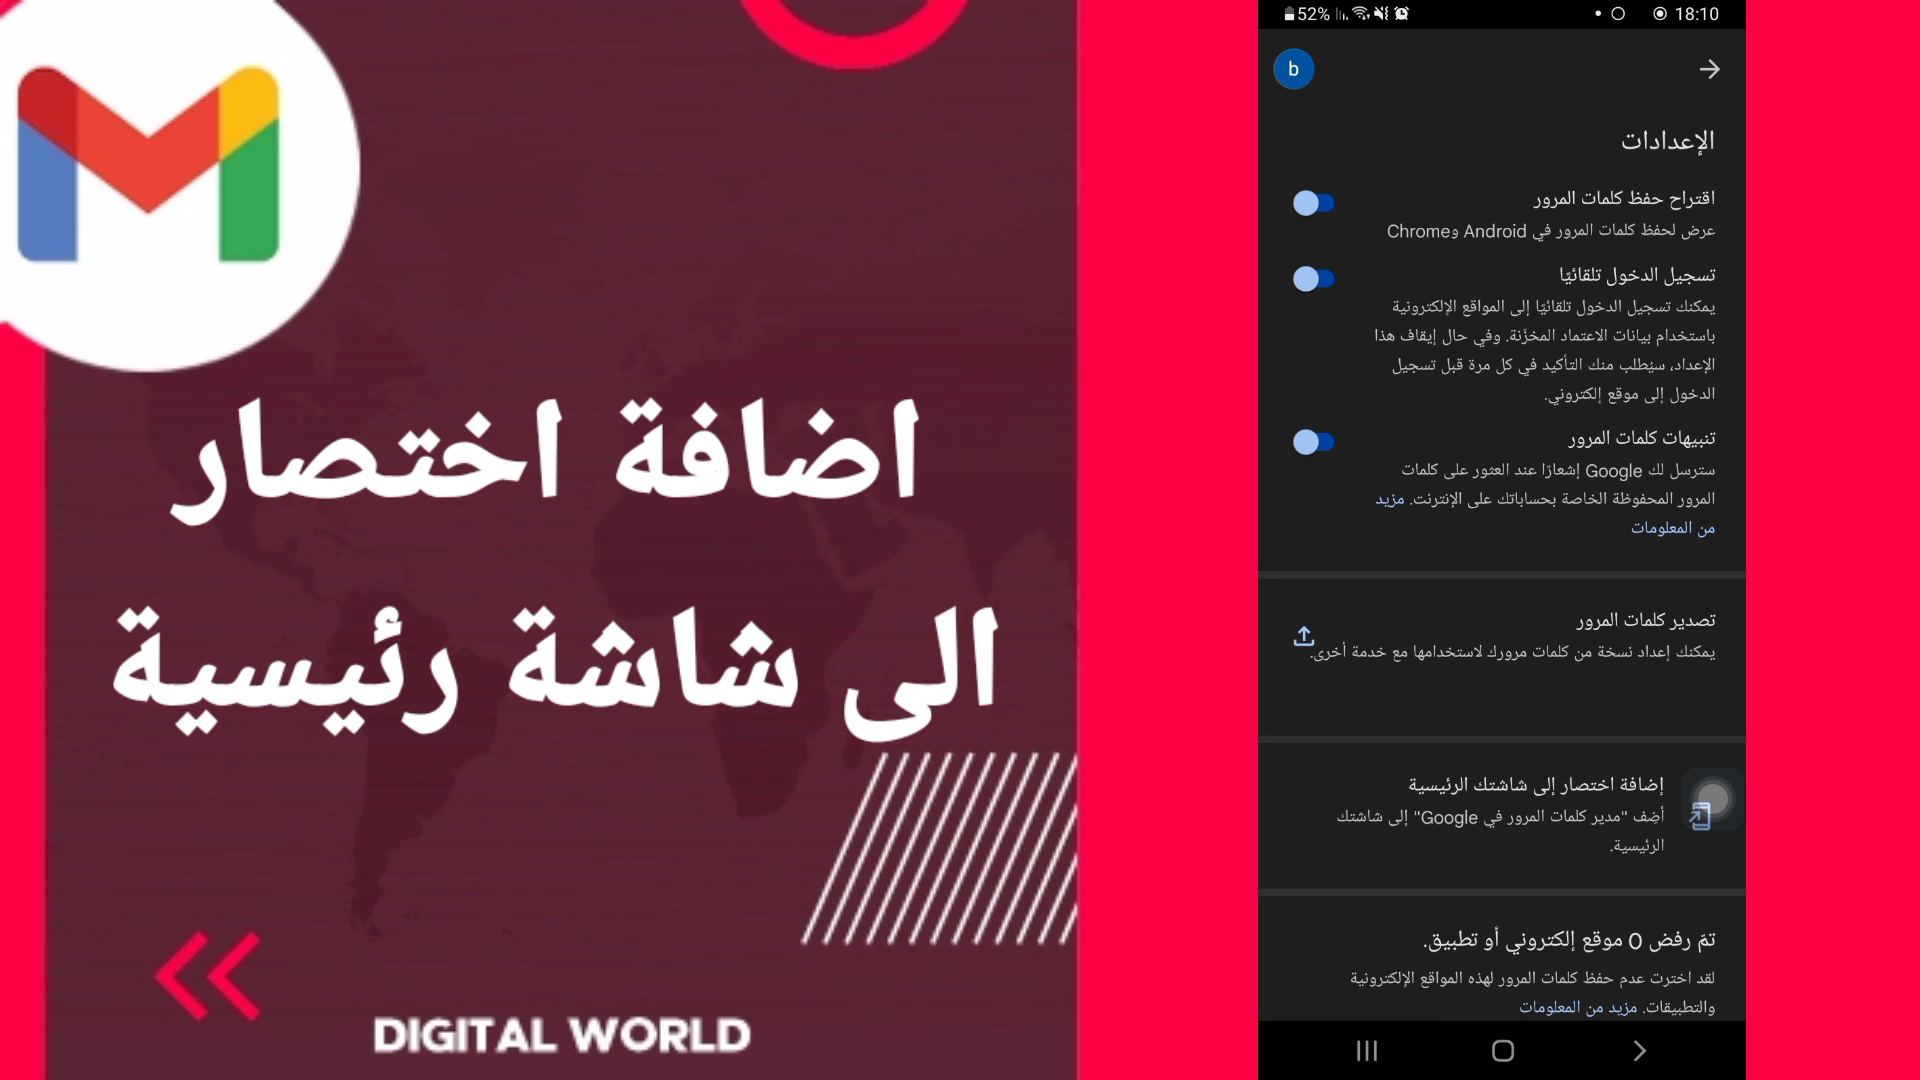 اضافة اختصار
الى شاشة رئيسية
DIGITAL WORLD
52% 18:10
b
الإعدادات
اقتراح حفظ كلمات المرور
عرض لحفظ كلمات المرور في Android وChrome
تسجيل الدخول تلقائيًا
يمكنك تسجيل الدخول تلقائيًا إلى المواقع الإلكترونية
باستخدام بيانات الاعتماد المخزّنة. وفي حال إيقاف هذا
الإعداد، سيُطلب منك التأكيد في كل مرة قبل تسجيل
الدخول إلى موقع إلكتروني.
تنبيهات كلمات المرور
سترسل لك Google إشعارًا عند العثور على كلمات
المرور المحفوظة الخاصة بحساباتك على الإنترنت. مزيد
من المعلومات
تصدير كلمات المرور
يمكنك إعداد نسخة من كلمات مرورك لاستخدامها مع خدمة أخرى.
إضافة اختصار إلى شاشتك الرئيسية
أضِف "مدير كلمات المرور في Google" إلى شاشتك
الرئيسية.
تمّ رفض 0 موقع إلكتروني أو تطبيق.
لقد اخترت عدم حفظ كلمات المرور لهذه المواقع الإلكترونية
والتطبيقات. مزيد من المعلومات